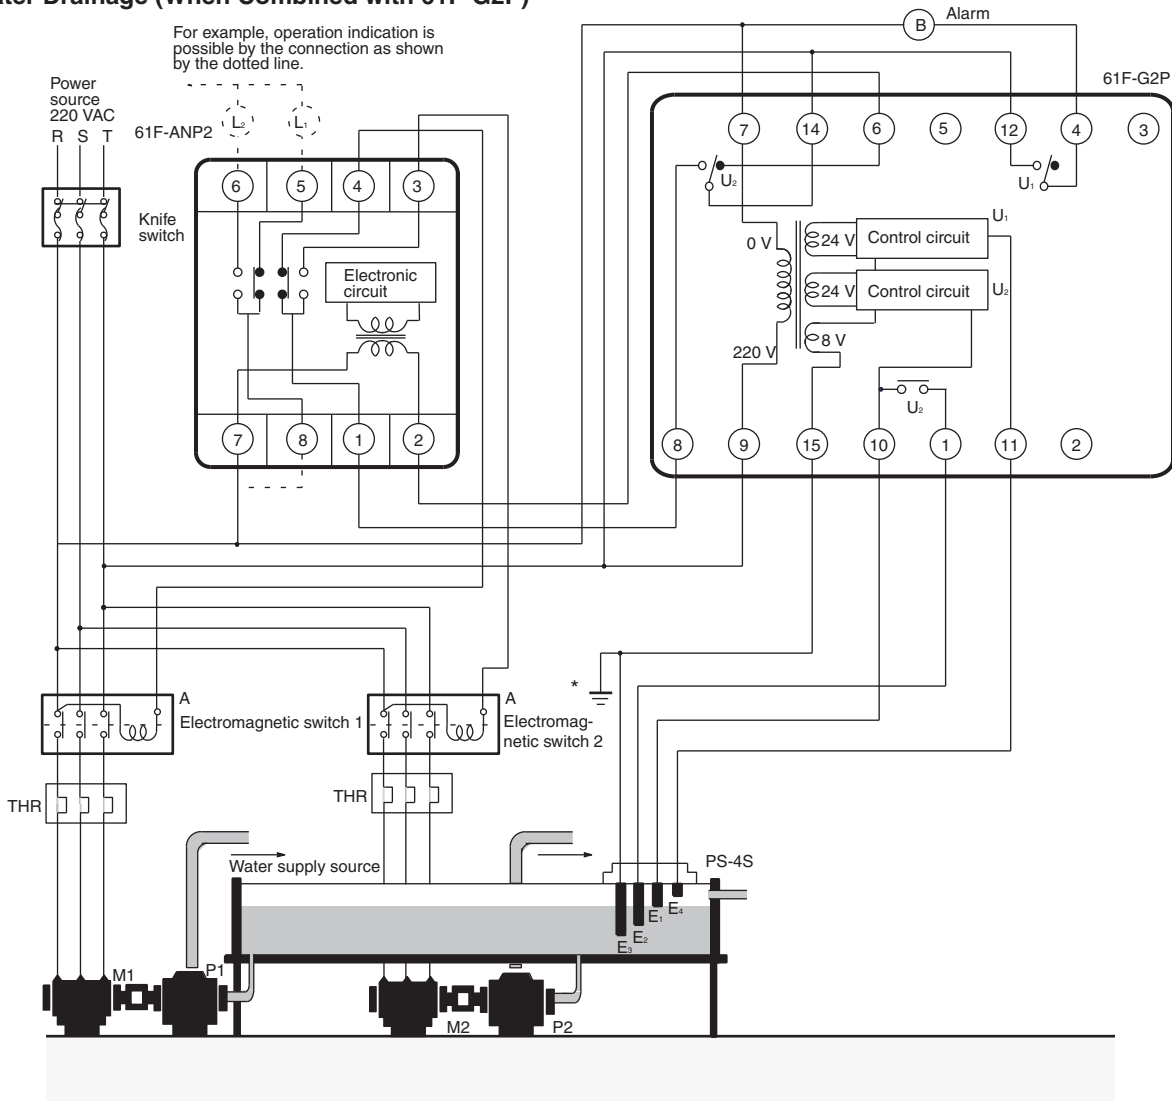 ter Drainage (When Combined with 61F-G2P)
For example, operation indication is
possible by the connection as shown
by the dotted line.
B
Alarm
61F-G2P
Power
source
220 VAC
R S T
61F-ANP2
L2
L1
Knife
switch
6
5
4
3
Electronic
circuit
7
8
1
2
7
14
6
5
12
4
3
U2
U1
0 V
24 V
Control circuit
U1
24 V
Control circuit
U2
8 V
220 V
U2
8
9
15
10
1
11
2
*
A
Electromagnetic switch 1
A
Electromag-
netic switch 2
THR
THR
Water supply source
PS-4S
E4
E1
E2
E3
M1
P1
M2
P2